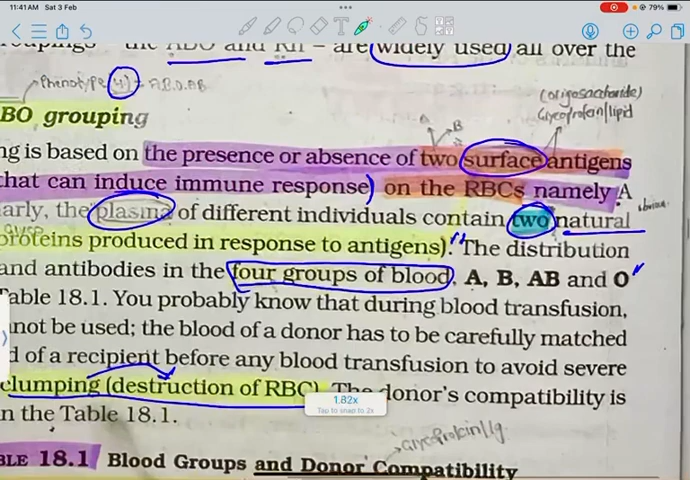 11:41 AM Sat 3 Feb
79%
the ABO and Rh – are widely used all over the
Phenotype (4) = A,B,O,AB
(oligosaccharide)
Glycoprotein/lipid
BO grouping
A
B
ng is based on the presence or absence of two surface antigens
that can induce immune response) on the RBCs namely A
arly, the plasma of different individuals contain two natural
proteins produced in response to antigens). The distribution
and antibodies in the four groups of blood, A, B, AB and O
Table 18.1. You probably know that during blood transfusion,
nnot be used; the blood of a donor has to be carefully matched
d of a recipient before any blood transfusion to avoid severe
clumping (destruction of RBC). The donor's compatibility is
1.82x
Tap to snap to 2x
n the Table 18.1.
Glycoprotein/Ig
BLE 18.1 Blood Groups and Donor Compatibility